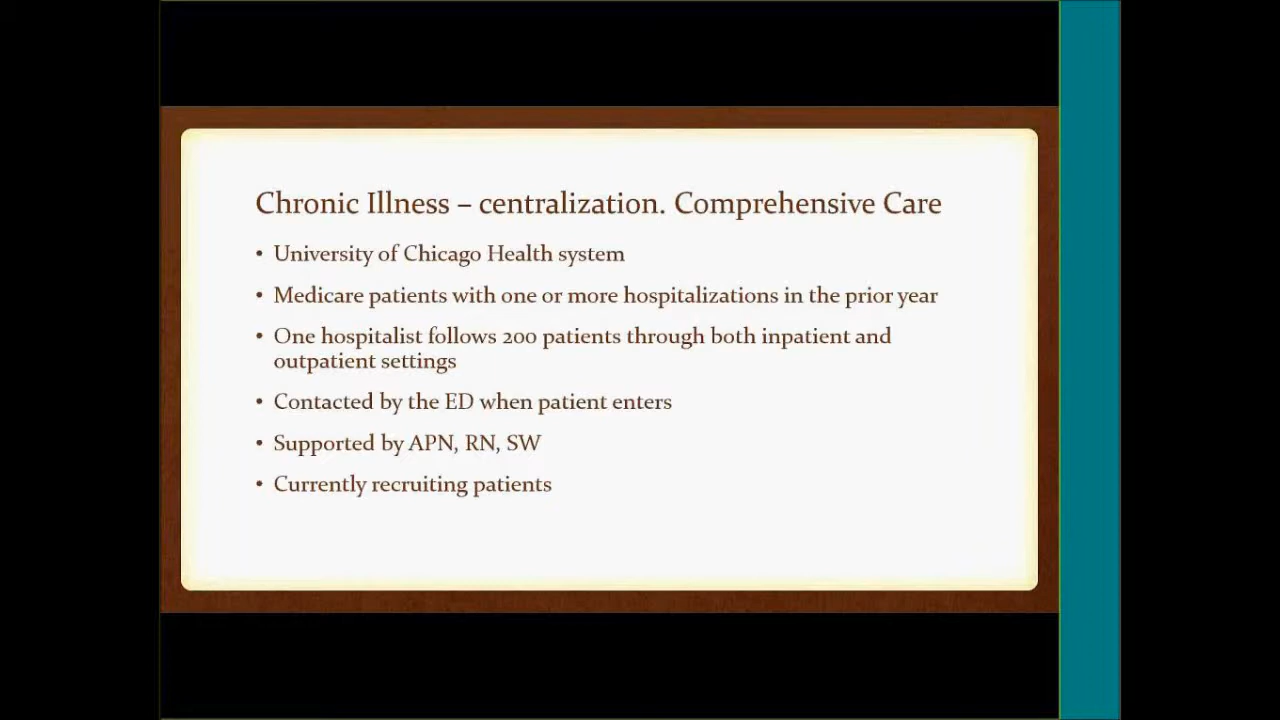 Chronic Illness – centralization. Comprehensive Care
• University of Chicago Health system
• Medicare patients with one or more hospitalizations in the prior year
• One hospitalist follows 200 patients through both inpatient and
outpatient settings
• Contacted by the ED when patient enters
• Supported by APN, RN, SW
• Currently recruiting patients